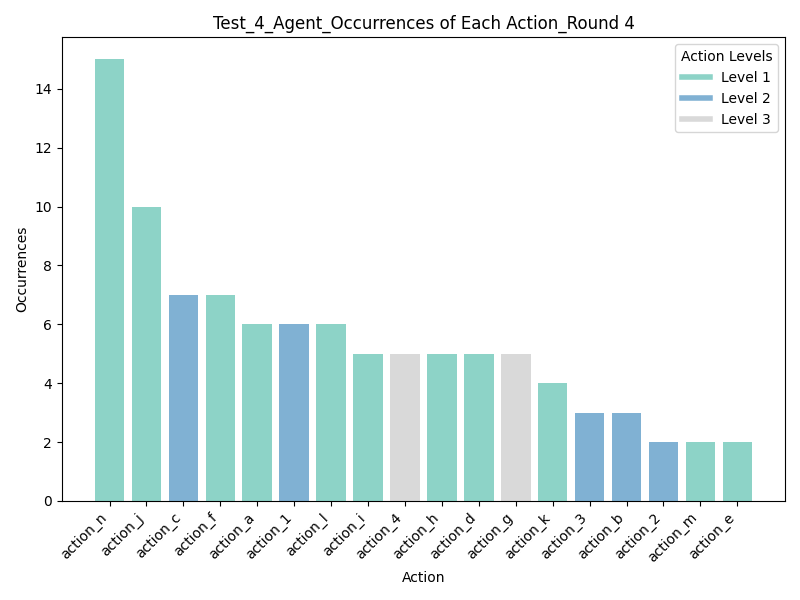 Test_4_Agent_Occurrences of Each Action_Round 4
Action Levels
Level 1
Level 2
Level 3
Occurrences
14
12
10
8
6
4
2
0
action_n
action_j
action_c
action_f
action_a
action_1
action_l
action_i
action_4
action_h
action_d
action_g
action_k
action_3
action_b
action_2
action_m
action_e
Action